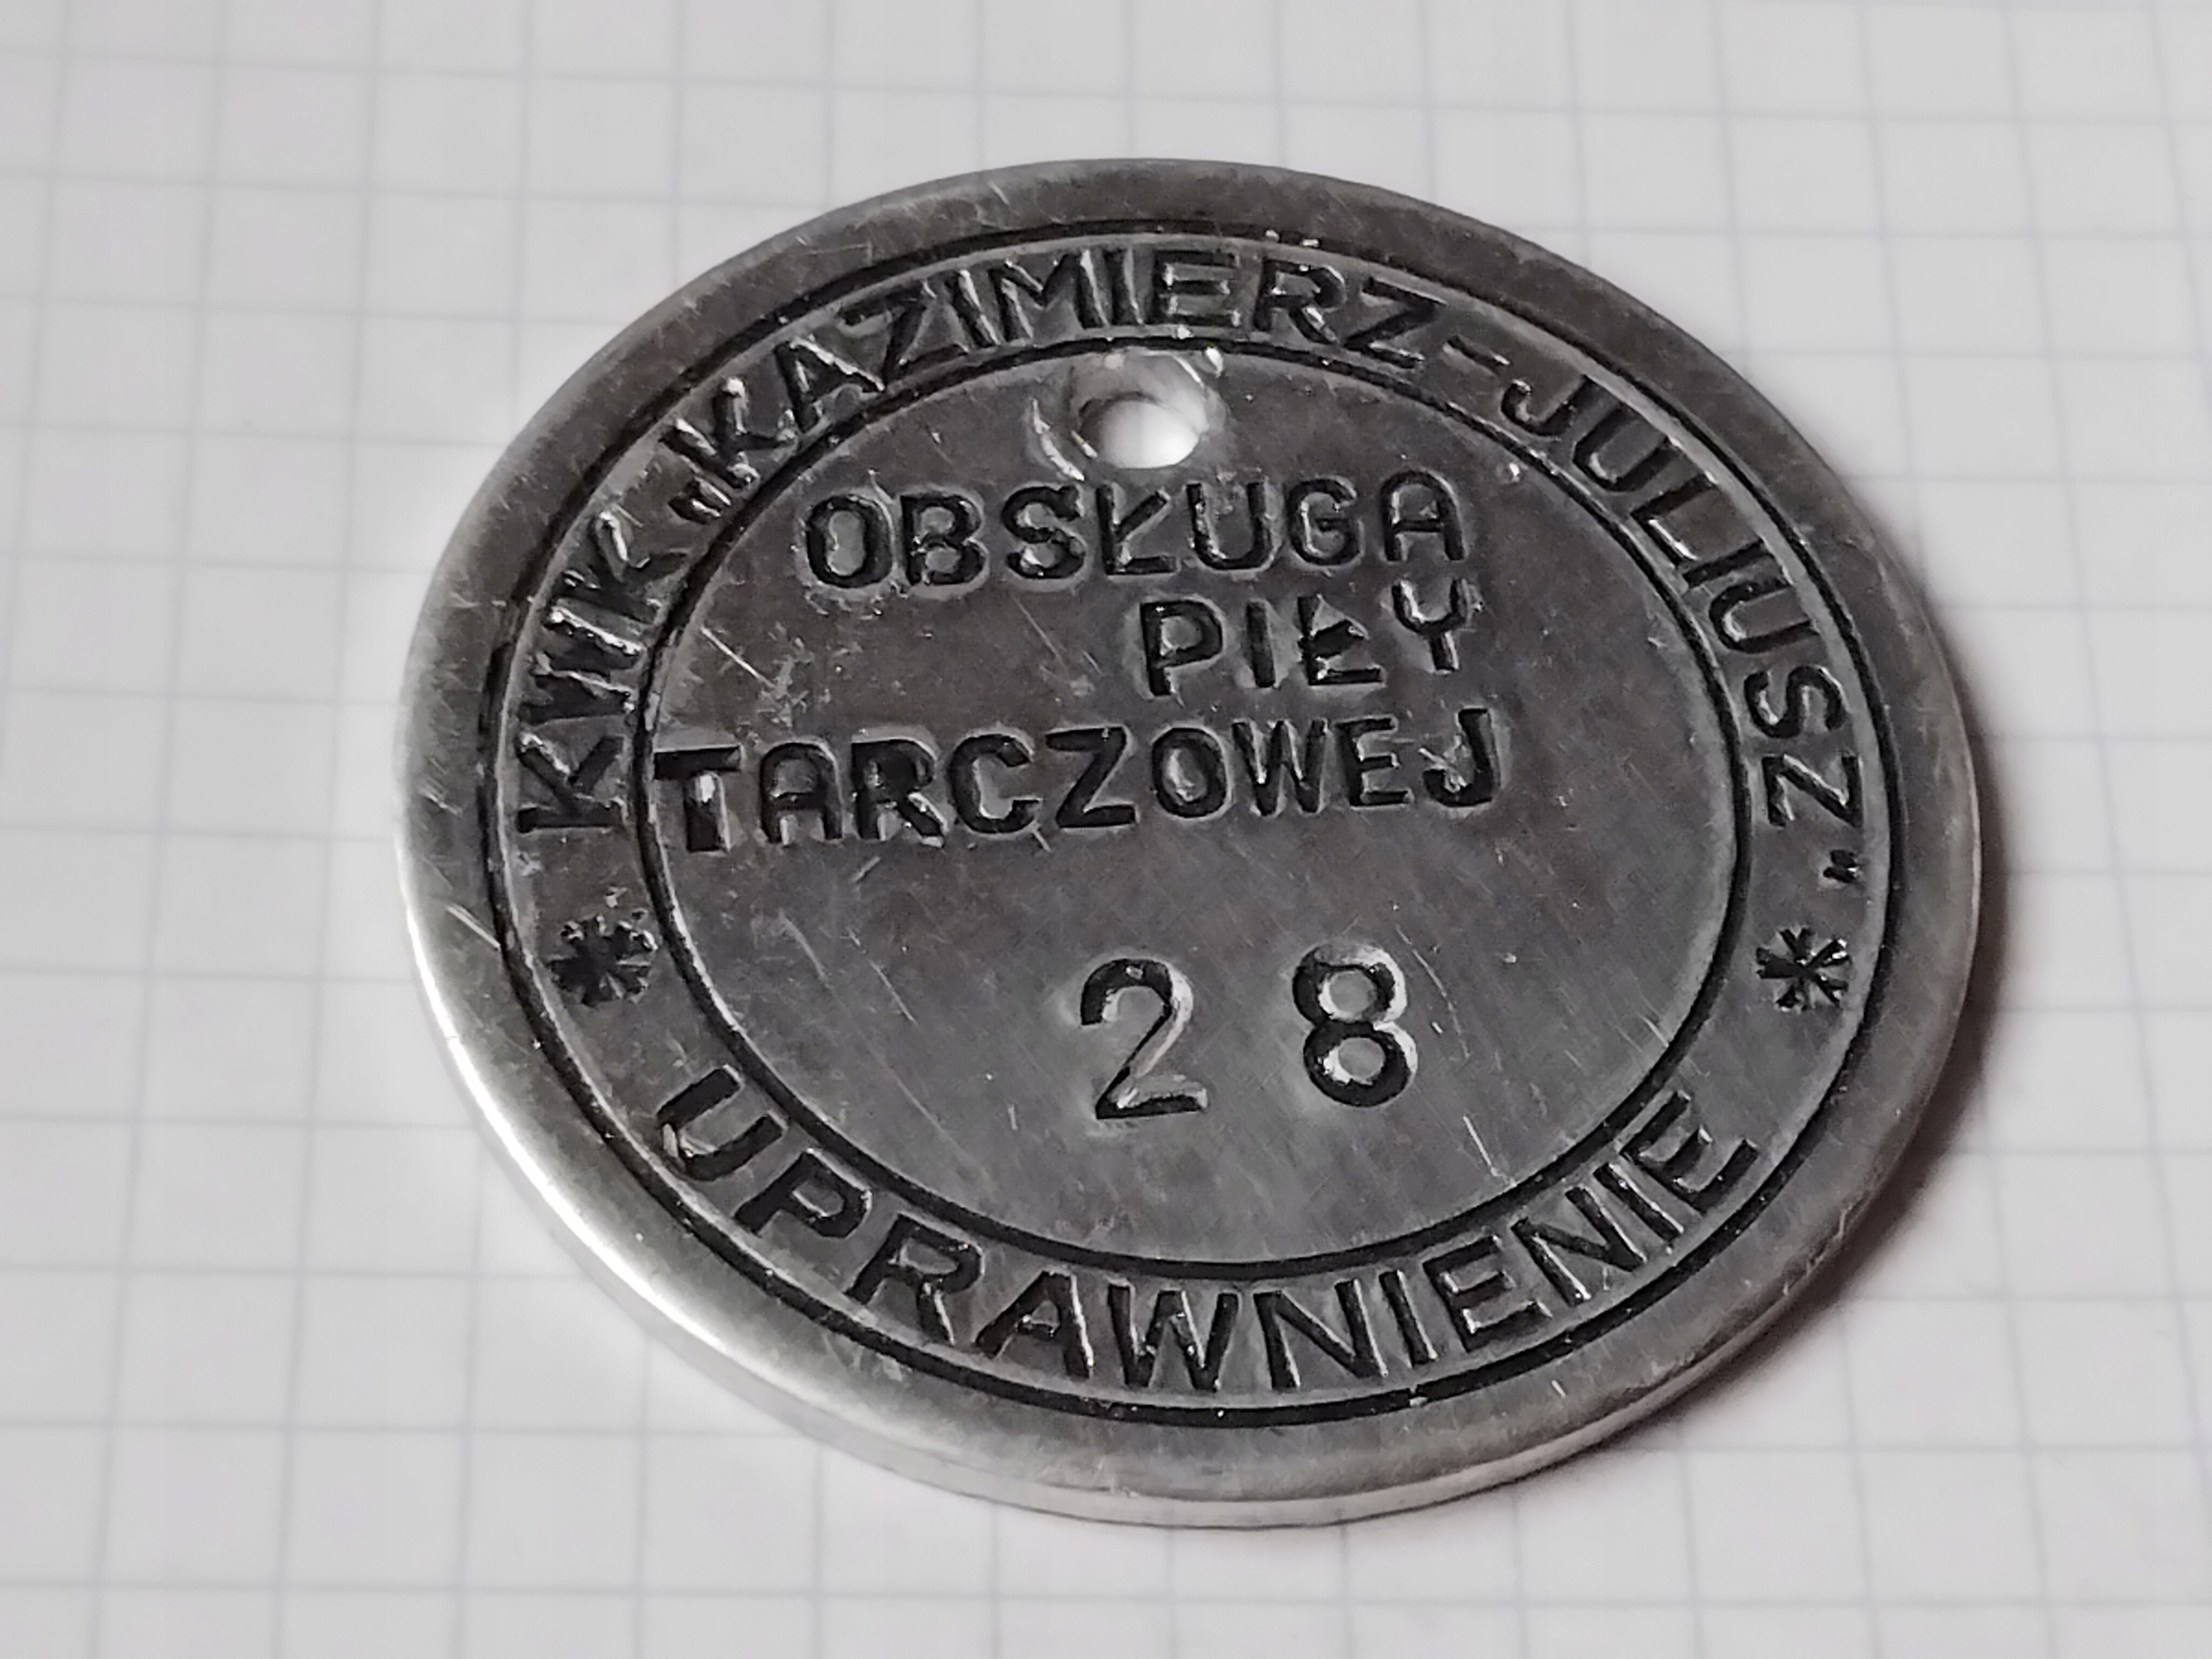 KWK „KAZIMIERZ-JULIUSZ"
OBSŁUGA
PIŁY
TARCZOWEJ
28
* UPRAWNIENIE *